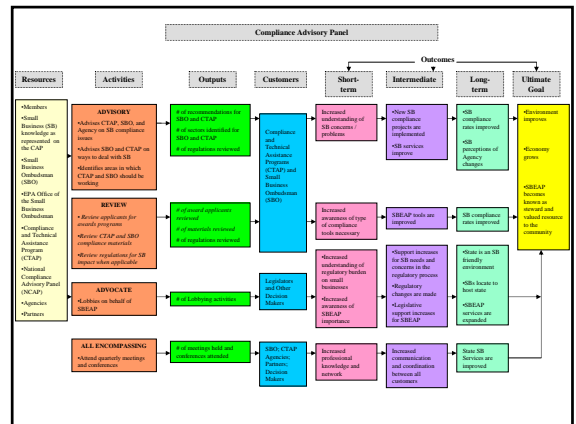 Compliance Advisory Panel
Outcomes
Resources
Activities
Outputs
Customers
Short-
term
Intermediate
Long-
term
Ultimate
Goal
•Members
•Small
Business (SB)
knowledge as
represented on
the CAP
•Small
Business
Ombudsman
(SBO)
•EPA Office of
the Small
Business
Ombudsman
•Compliance
and Technical
Assistance
Program
(CTAP)
•National
Compliance
Advisory Panel
(NCAP)
•Agencies
•Partners
ADVISORY
•Advises CTAP, SBO, and
Agency on SB compliance
issues
•Advises SBO and CTAP on
ways to deal with SB
•Identifies areas in which
CTAP and SBO should be
working
# of recommendations for
SBO and CTAP
# of sectors identified for
SBO and CTAP
# of regulations reviewed
Compliance
and
Technical
Assistance
Programs
(CTAP) and
Small
Business
Ombudsman
(SBO)
Increased
understanding of
SB concerns /
problems
•New SB
compliance
projects are
implemented
•SB services
improve
•SB
compliance
rates improved
•SB
perceptions of
Agency
changes
•Environment
improves
•Economy
grows
•SBEAP
becomes
known as
steward and
valued resource
to the
community
REVIEW
•Review applicants for
awards programs
•Review CTAP and SBO
compliance materials
•Review regulations for SB
impact when applicable
# of award applicants
reviewed
# of materials reviewed
# of regulations reviewed
Increased
awareness of type of
compliance tools
necessary
SBEAP tools are
improved
SB compliance
rates improved
ADVOCATE
•Lobbies on behalf of
SBEAP
# of Lobbying activities
Legislators
and Other
Decision
Makers
•Increased
understanding of
regulatory burden on
small businesses
•Increased
awareness of SBEAP
importance
•Support increases
for SB needs and
concerns in the
regulatory process
•Regulatory
changes are made
•Legislative
support increases for
SBEAP
•State is an SB
friendly
environment
•SBs locate to
host state
•SBEAP
services are
expanded
ALL ENCOMPASSING
•Attend quarterly meetings
and conferences
# of meetings held and
conferences attended
SBO; CTAP
Agencies;
Partners;
Decision
Makers
Increased
professional
knowledge and
network
Increased
communication
and coordination
between all
customers
State SB
Services are
improved